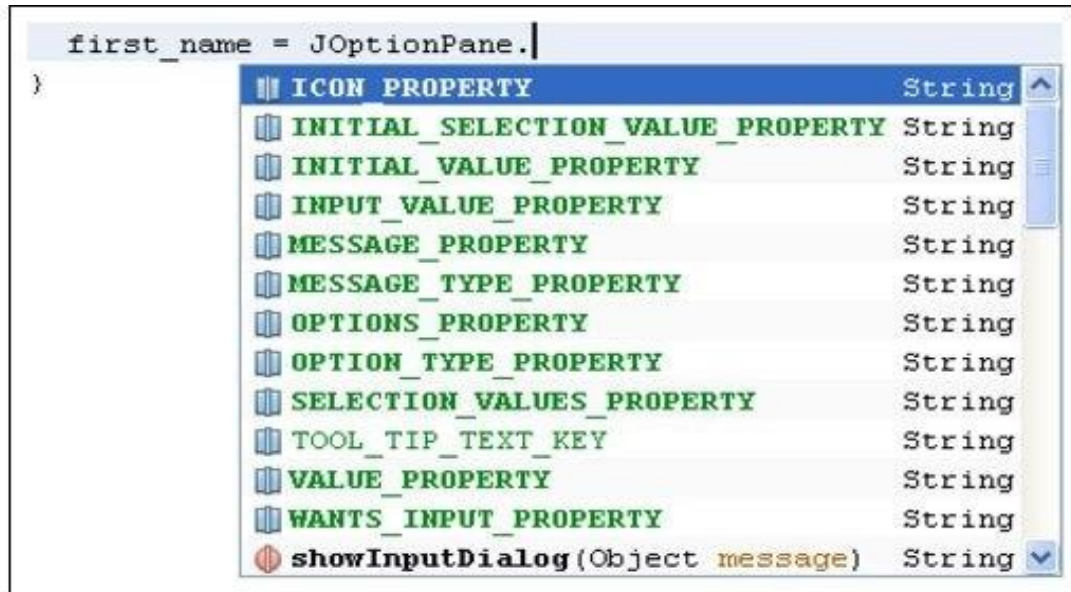 first_name = JOptionPane.
}
ICON_PROPERTY String
INITIAL_SELECTION_VALUE_PROPERTY String
INITIAL_VALUE_PROPERTY String
INPUT_VALUE_PROPERTY String
MESSAGE_PROPERTY String
MESSAGE_TYPE_PROPERTY String
OPTIONS_PROPERTY String
OPTION_TYPE_PROPERTY String
SELECTION_VALUES_PROPERTY String
TOOL_TIP_TEXT_KEY String
VALUE_PROPERTY String
WANTS_INPUT_PROPERTY String
showInputDialog(Object message) String